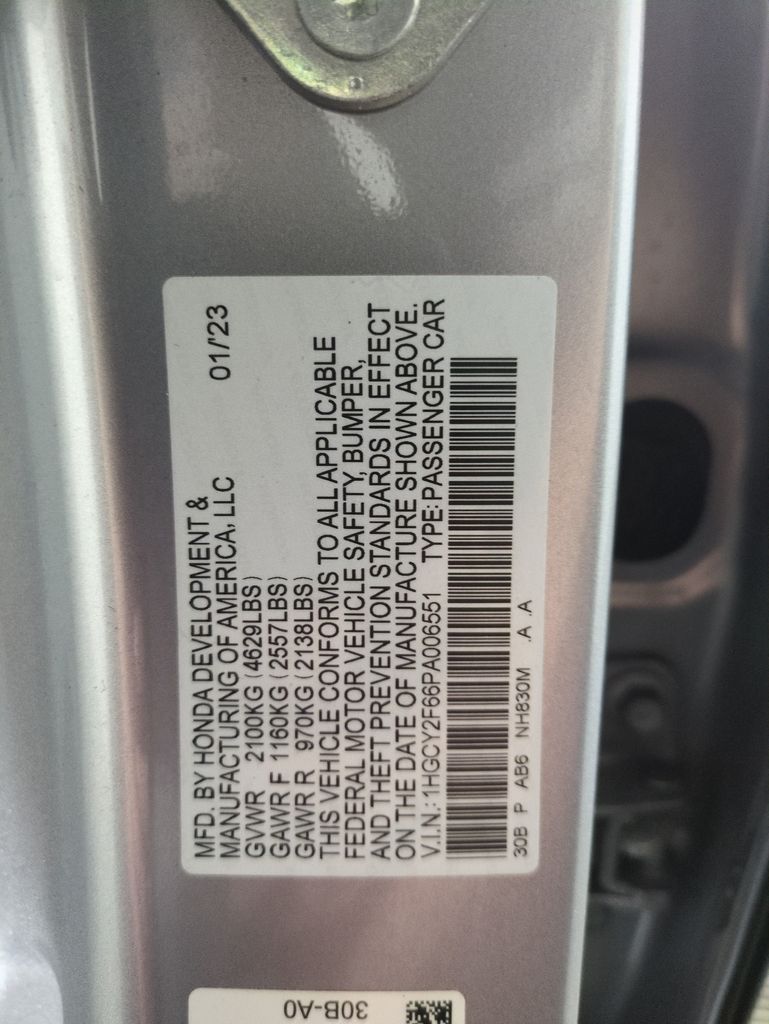 MFD. BY HONDA DEVELOPMENT &
MANUFACTURING OF AMERICA, LLC 01/'23
GVWR 2100KG (4629LBS)
GAWR F 1160KG (2557LBS)
GAWR R 970KG (2138LBS)
THIS VEHICLE CONFORMS TO ALL APPLICABLE
FEDERAL MOTOR VEHICLE SAFETY, BUMPER,
AND THEFT PREVENTION STANDARDS IN EFFECT
ON THE DATE OF MANUFACTURE SHOWN ABOVE.
V.I.N.: 1HGCY2F66PA006551 TYPE: PASSENGER CAR
30B P AB6 NH830M .A .A
30B-A0